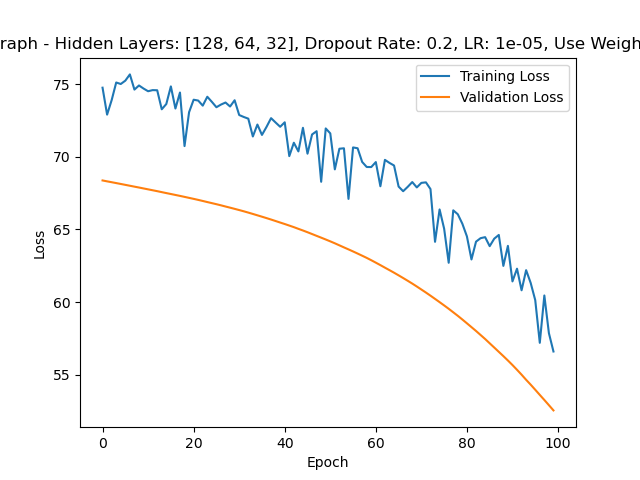 raph - Hidden Layers: [128, 64, 32], Dropout Rate: 0.2, LR: 1e-05, Use Weigh
Training Loss
Validation Loss
75
70
65
60
55
Loss
0 20 40 60 80 100
Epoch